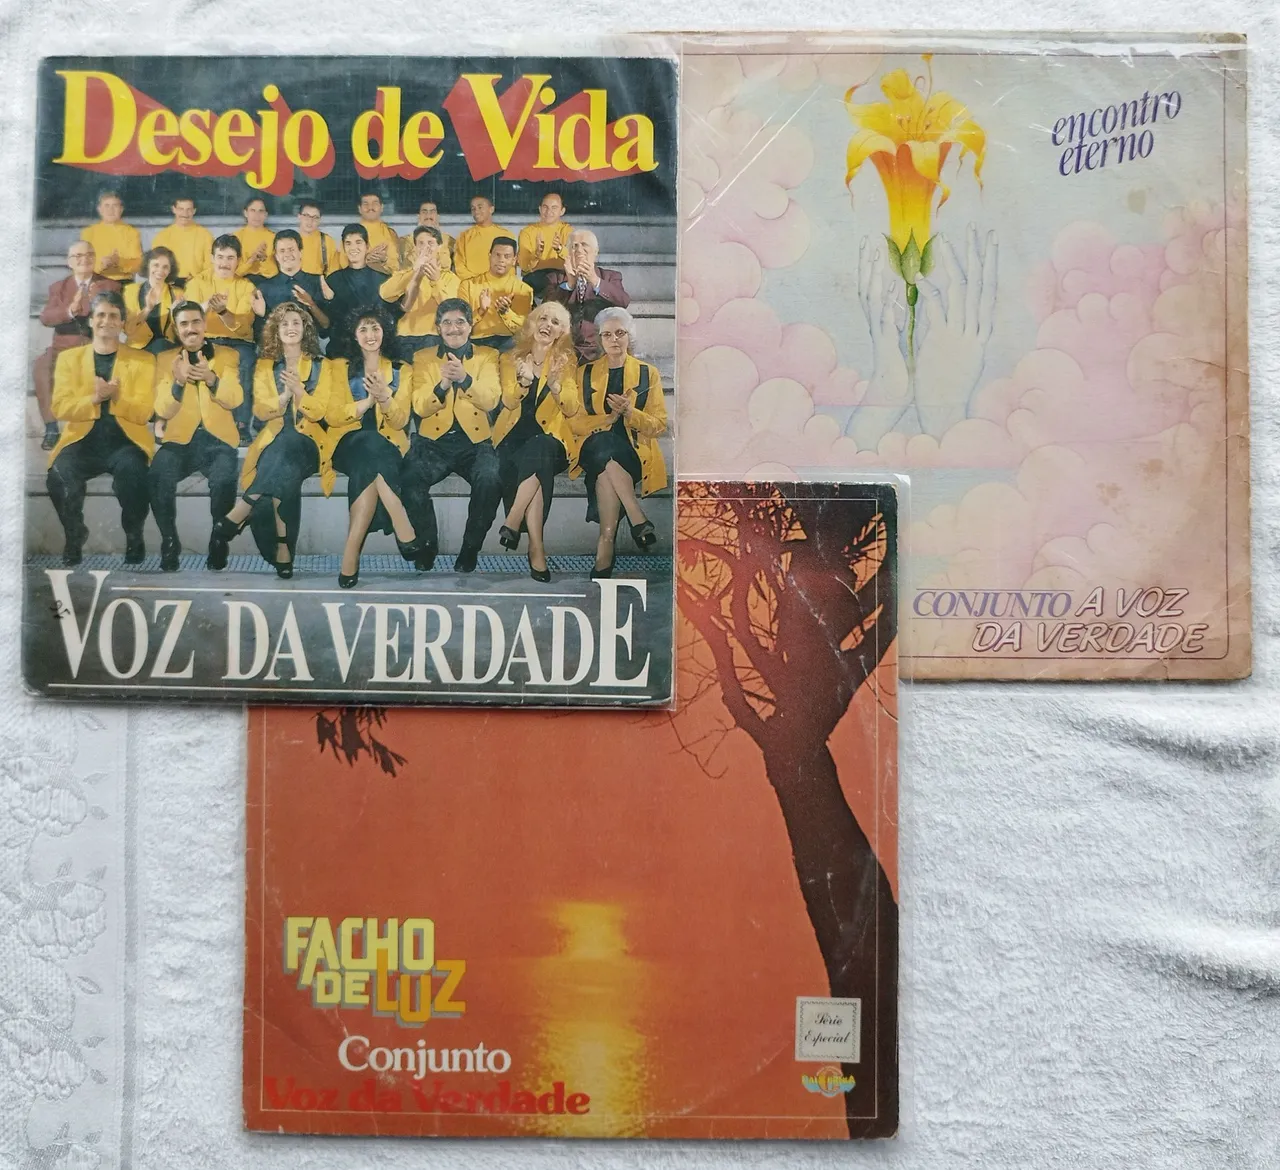 Desejo de Vida
VOZ DA VERDADE
encontro
eterno
CONJUNTO A VOZ
DA VERDADE
FACHO
DE LUZ
Conjunto
Voz da Verdade
Série
Especial